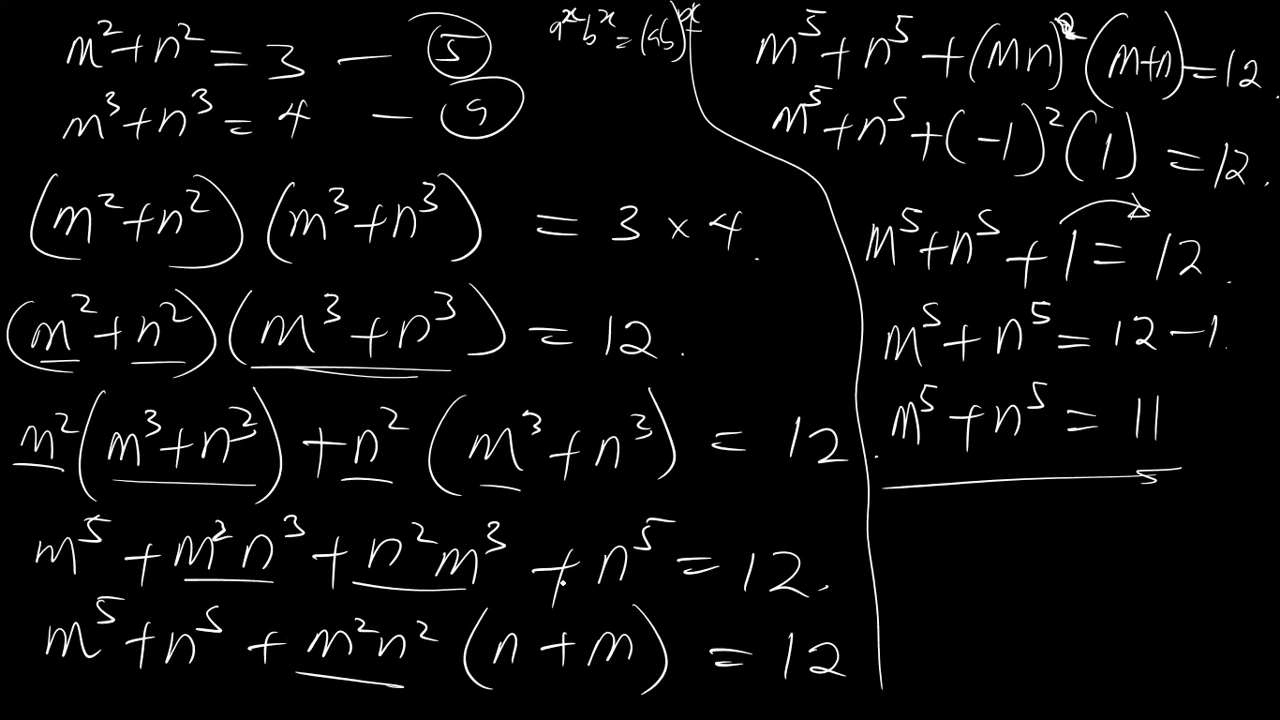 m² + n² = 3 — ⑤
m³ + n³ = 4 — ⑨
(m² + n²) (m³ + n³) = 3 × 4.
(m² + n²) (m³ + n³) = 12.
m² (m³ + n³) + n² (m³ + n³) = 12.
m⁵ + m²n³ + n²m³ + n⁵ = 12.
m⁵ + n⁵ + m²n² (n + m) = 12
aˣbˣ = (ab)ˣ
m⁵ + n⁵ + (mn)² (m+n) = 12.
m⁵ + n⁵ + (-1)² (1) = 12.
m⁵ + n⁵ + 1 = 12.
m⁵ + n⁵ = 12 - 1.
m⁵ + n⁵ = 11